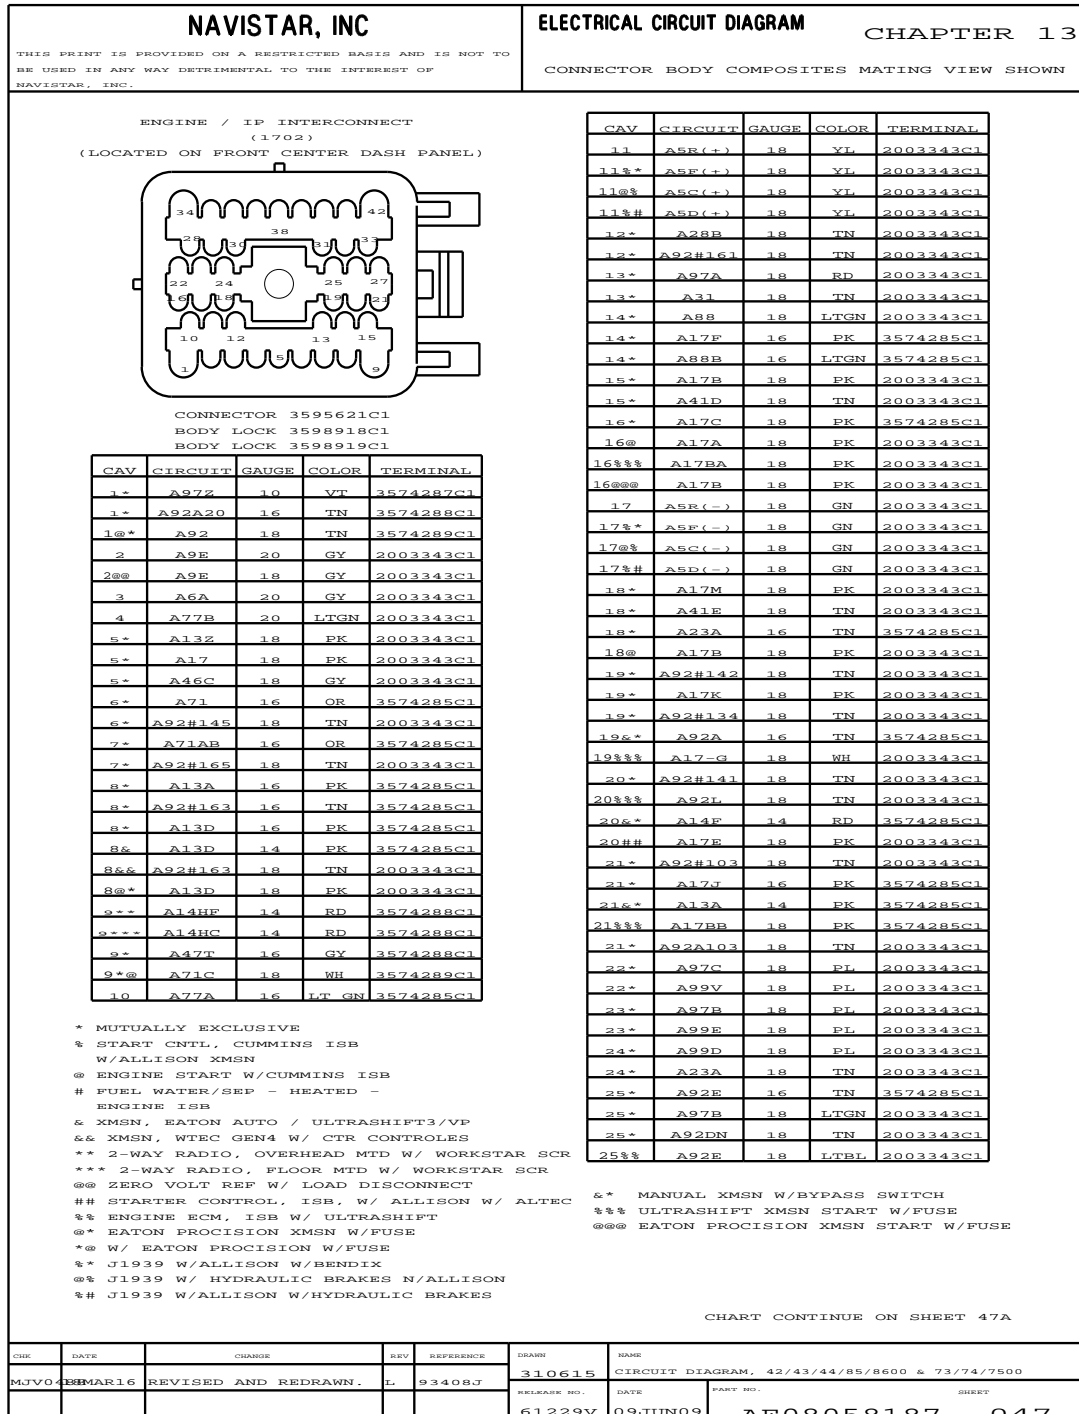 NAVISTAR, INC
THIS PRINT IS PROVIDED ON A RESTRICTED BASIS AND IS NOT TO
BE USED IN ANY WAY DETRIMENTAL TO THE INTEREST OF
NAVISTAR, INC.
ELECTRICAL CIRCUIT DIAGRAM
CHAPTER 13
CONNECTOR BODY COMPOSITES MATING VIEW SHOWN
ENGINE / IP INTERCONNECT
(1702)
(LOCATED ON FRONT CENTER DASH PANEL)
34 42
38
28 30 31 33
22 24 25 27
16 18 19 21
10 12 13 15
1 5 9
CONNECTOR 3595621C1
BODY LOCK 3598918C1
BODY LOCK 3598919C1
CAV CIRCUIT GAUGE COLOR TERMINAL
1* A97Z 10 VT 3574287C1
1* A92A20 16 TN 3574288C1
1@* A92 18 TN 3574289C1
2 A9E 20 GY 2003343C1
2@@ A9E 18 GY 2003343C1
3 A6A 20 GY 2003343C1
4 A77B 20 LTGN 2003343C1
5* A13Z 18 PK 2003343C1
5* A17 18 PK 2003343C1
5* A46C 18 GY 2003343C1
6* A71 16 OR 3574285C1
6* A92#145 18 TN 2003343C1
7* A71AB 16 OR 3574285C1
7* A92#165 18 TN 2003343C1
8* A13A 16 PK 3574285C1
8* A92#163 16 TN 3574285C1
8* A13D 16 PK 3574285C1
8& A13D 14 PK 3574285C1
8&& A92#163 18 TN 2003343C1
8@* A13D 18 PK 2003343C1
9** A14HF 14 RD 3574288C1
9*** A14HC 14 RD 3574288C1
9* A47T 16 GY 3574288C1
9*@ A71C 18 WH 3574289C1
10 A77A 16 LT GN 3574285C1
* MUTUALLY EXCLUSIVE
% START CNTL, CUMMINS ISB
W/ALLISON XMSN
@ ENGINE START W/CUMMINS ISB
# FUEL WATER/SEP - HEATED -
ENGINE ISB
& XMSN, EATON AUTO / ULTRASHIFT3/VP
&& XMSN, WTEC GEN4 W/ CTR CONTROLES
** 2-WAY RADIO, OVERHEAD MTD W/ WORKSTAR SCR
*** 2-WAY RADIO, FLOOR MTD W/ WORKSTAR SCR
@@ ZERO VOLT REF W/ LOAD DISCONNECT
## STARTER CONTROL, ISB, W/ ALLISON W/ ALTEC
%% ENGINE ECM, ISB W/ ULTRASHIFT
@* EATON PROCISION XMSN W/FUSE
*@ W/ EATON PROCISION W/FUSE
%* J1939 W/ALLISON W/BENDIX
@% J1939 W/ HYDRAULIC BRAKES N/ALLISON
%# J1939 W/ALLISON W/HYDRAULIC BRAKES
CAV CIRCUIT GAUGE COLOR TERMINAL
11 A5R(+) 18 YL 2003343C1
11%* A5F(+) 18 YL 2003343C1
11@% A5C(+) 18 YL 2003343C1
11%# A5D(+) 18 YL 2003343C1
12* A28B 18 TN 2003343C1
12* A92#161 18 TN 2003343C1
13* A97A 18 RD 2003343C1
13* A31 18 TN 2003343C1
14* A88 18 LTGN 2003343C1
14* A17F 16 PK 3574285C1
14* A88B 16 LTGN 3574285C1
15* A17B 18 PK 2003343C1
15* A41D 18 TN 2003343C1
16* A17C 18 PK 3574285C1
16@ A17A 18 PK 2003343C1
16%%% A17BA 18 PK 2003343C1
16@@@ A17B 18 PK 2003343C1
17 A5R(-) 18 GN 2003343C1
17%* A5F(-) 18 GN 2003343C1
17@% A5C(-) 18 GN 2003343C1
17%# A5D(-) 18 GN 2003343C1
18* A17M 18 PK 2003343C1
18* A41E 18 TN 2003343C1
18* A23A 16 TN 3574285C1
18@ A17B 18 PK 2003343C1
19* A92#142 18 TN 2003343C1
19* A17K 18 PK 2003343C1
19* A92#134 18 TN 2003343C1
19&* A92A 16 TN 3574285C1
19%%% A17-G 18 WH 2003343C1
20* A92#141 18 TN 2003343C1
20%%% A92L 18 TN 2003343C1
20&* A14F 14 RD 3574285C1
20## A17E 18 PK 2003343C1
21* A92#103 18 TN 2003343C1
21* A17J 16 PK 3574285C1
21&* A13A 14 PK 3574285C1
21%%% A17BB 18 PK 3574285C1
21* A92A103 18 TN 2003343C1
22* A97C 18 PL 2003343C1
22* A99V 18 PL 2003343C1
23* A97B 18 PL 2003343C1
23* A99E 18 PL 2003343C1
24* A99D 18 PL 2003343C1
24* A23A 18 TN 2003343C1
25* A92E 16 TN 3574285C1
25* A97B 18 LTGN 2003343C1
25* A92DN 18 TN 2003343C1
25%% A92E 18 LTBL 2003343C1
&* MANUAL XMSN W/BYPASS SWITCH
%%% ULTRASHIFT XMSN START W/FUSE
@@@ EATON PROCISION XMSN START W/FUSE
CHART CONTINUE ON SHEET 47A
CHK DATE CHANGE REV REFERENCE
REVISED AND REDRAWN. L 93408J
DRAWN
310615
NAME
CIRCUIT DIAGRAM, 42/43/44/85/8600 & 73/74/7500
RELEASE NO.
61229V
DATE
09JUN09
PART NO.
AE08058187
SHEET
047